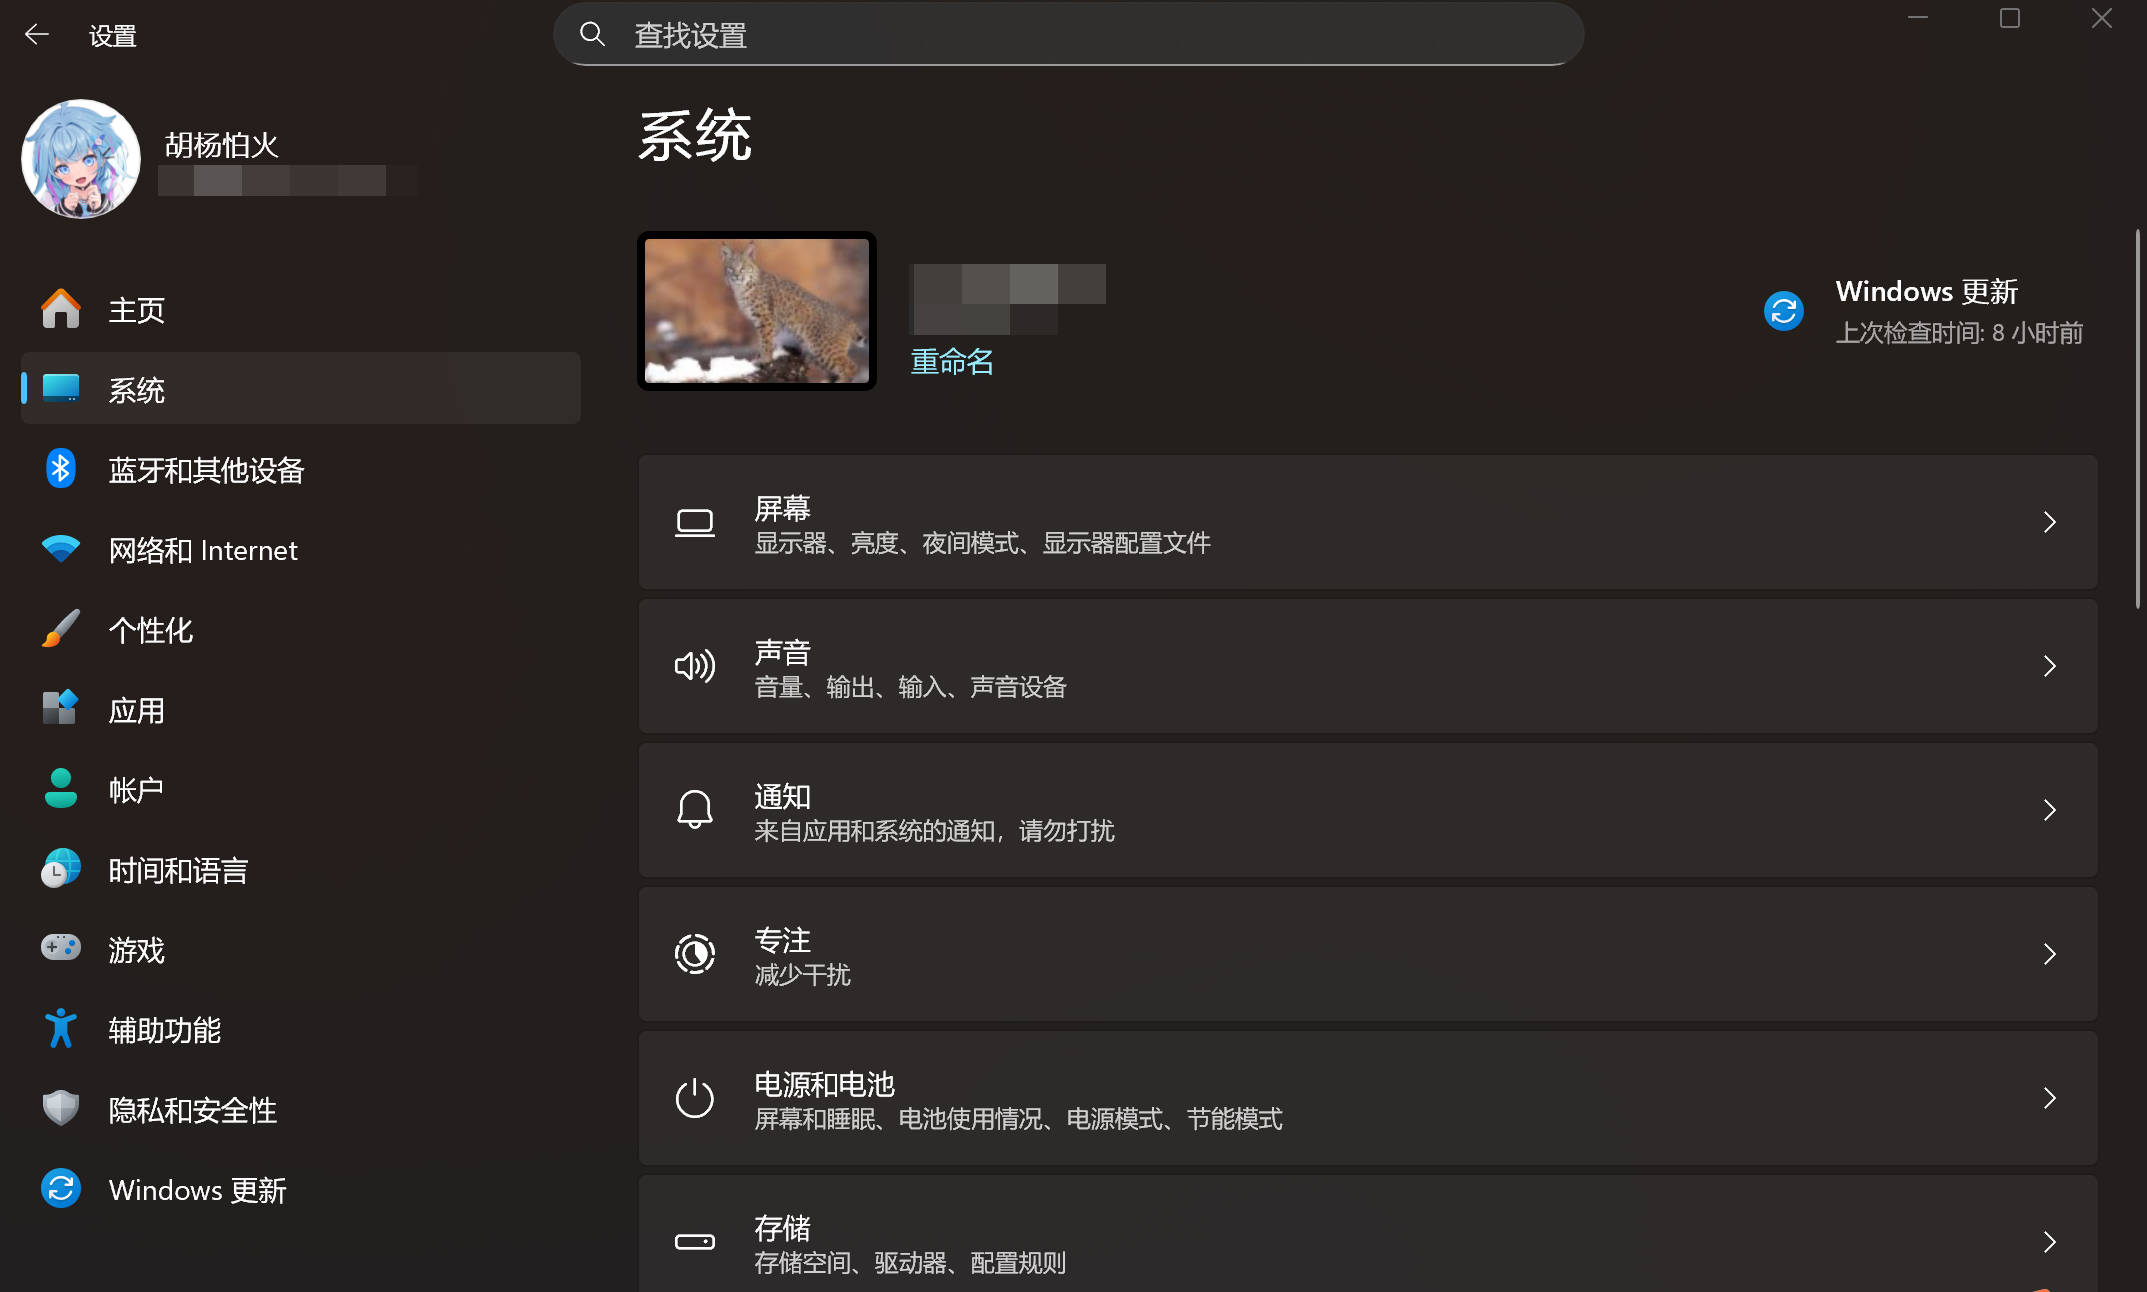 设置
查找设置
胡杨怕火
主页
系统
蓝牙和其他设备
网络和 Internet
个性化
应用
帐户
时间和语言
游戏
辅助功能
隐私和安全性
Windows 更新
系统
重命名
Windows 更新
上次检查时间: 8 小时前
屏幕
显示器、亮度、夜间模式、显示器配置文件
声音
音量、输出、输入、声音设备
通知
来自应用和系统的通知，请勿打扰
专注
减少干扰
电源和电池
屏幕和睡眠、电池使用情况、电源模式、节能模式
存储
存储空间、驱动器、配置规则